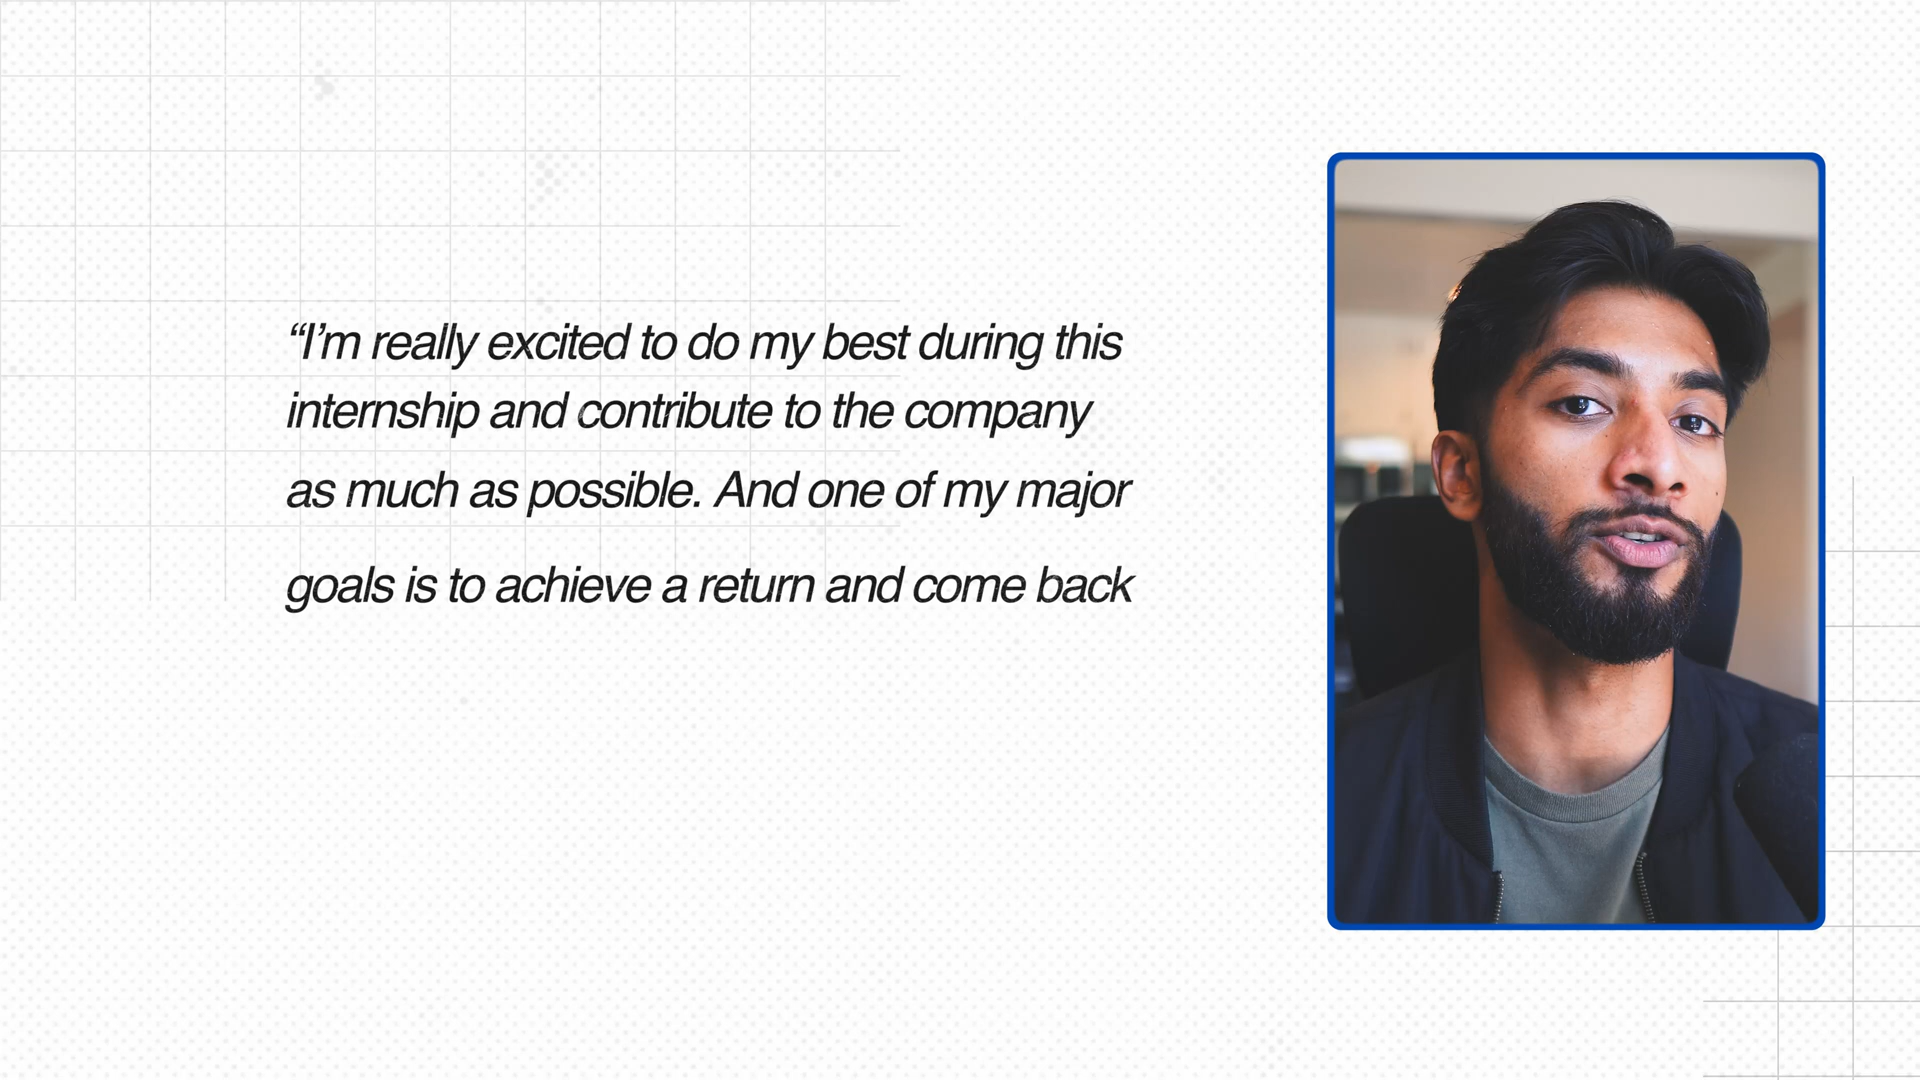 “I’m really excited to do my best during this
internship and contribute to the company
as much as possible. And one of my major
goals is to achieve a return and come back